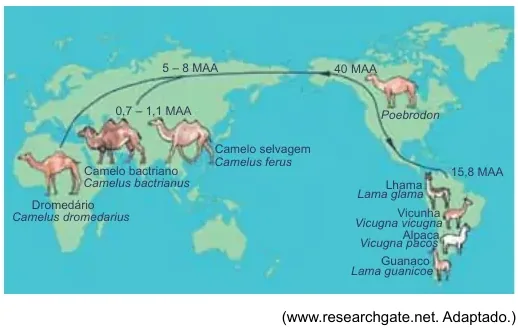 5 – 8 MAA
40 MAA
Poebrodon
0,7 – 1,1 MAA
Camelo selvagem
Camelus ferus
Camelo bactriano
Camelus bactrianus
Dromedário
Camelus dromedarius
15,8 MAA
Lhama
Lama glama
Vicunha
Vicugna vicugna
Alpaca
Vicugna pacos
Guanaco
Lama guanicoe
(www.researchgate.net. Adaptado.)